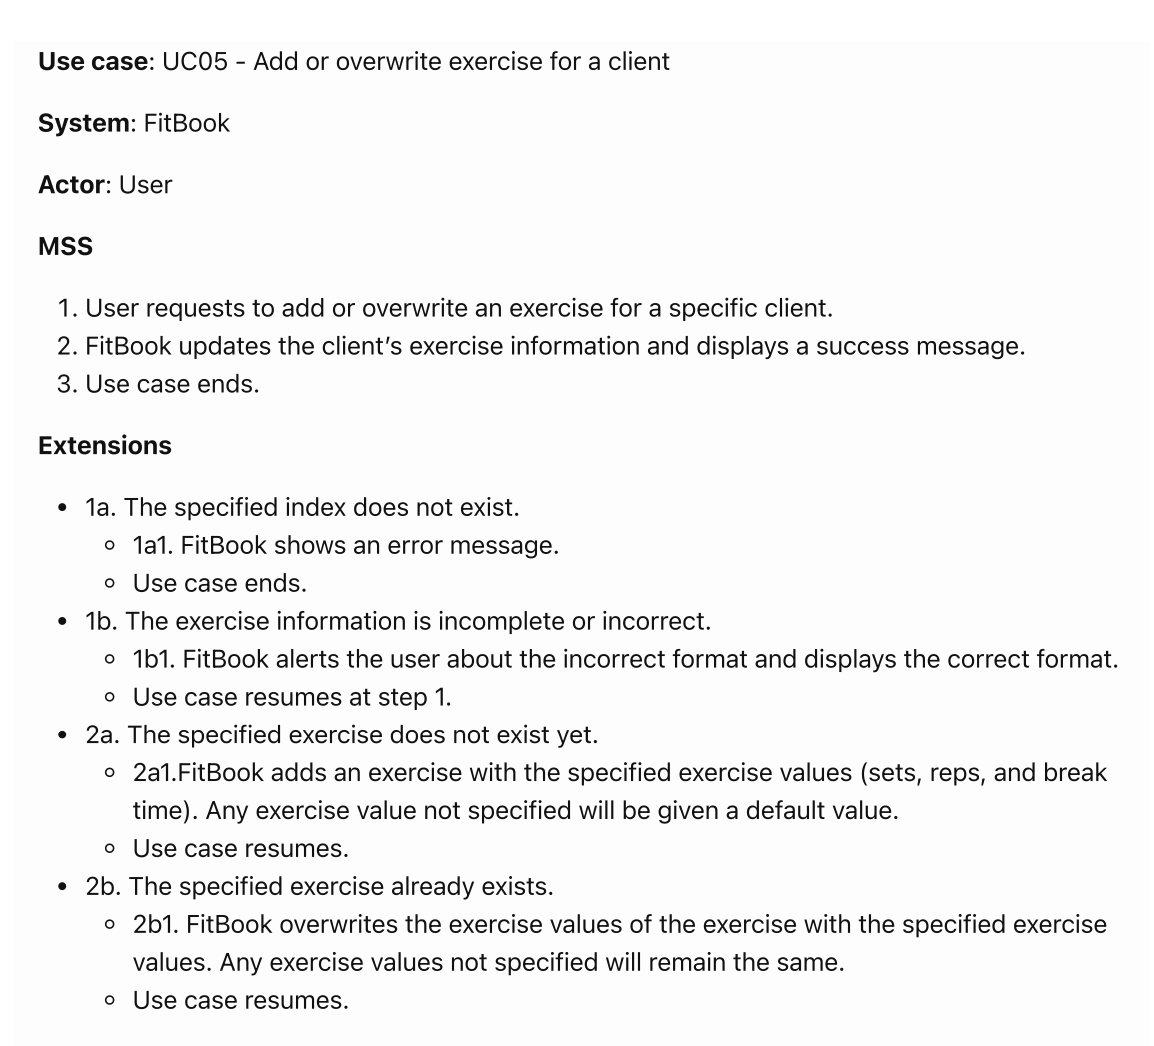 Use case: UC05 - Add or overwrite exercise for a client
System: FitBook
Actor: User
MSS
1. User requests to add or overwrite an exercise for a specific client.
2. FitBook updates the client’s exercise information and displays a success message.
3. Use case ends.
Extensions
• 1a. The specified index does not exist.
◦ 1a1. FitBook shows an error message.
◦ Use case ends.
• 1b. The exercise information is incomplete or incorrect.
◦ 1b1. FitBook alerts the user about the incorrect format and displays the correct format.
◦ Use case resumes at step 1.
• 2a. The specified exercise does not exist yet.
◦ 2a1.FitBook adds an exercise with the specified exercise values (sets, reps, and break
time). Any exercise value not specified will be given a default value.
◦ Use case resumes.
• 2b. The specified exercise already exists.
◦ 2b1. FitBook overwrites the exercise values of the exercise with the specified exercise
values. Any exercise values not specified will remain the same.
◦ Use case resumes.